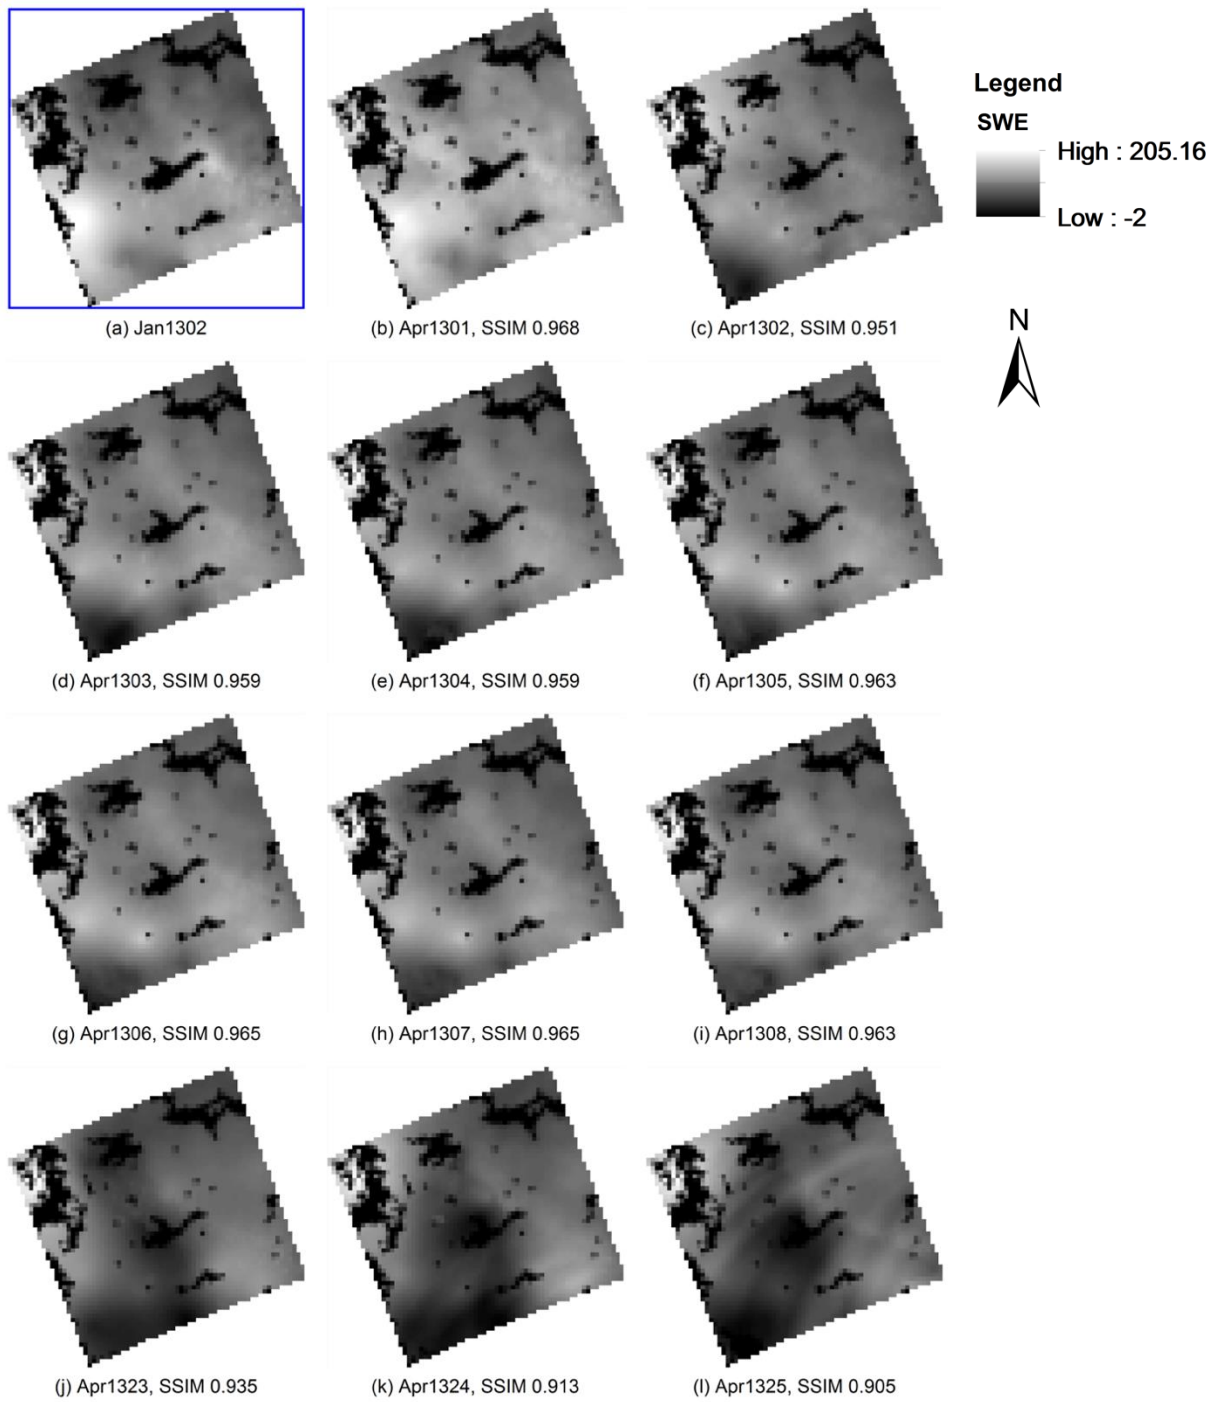 Legend
SWE
High : 205.16
Low : -2
N
(a) Jan1302
(b) Apr1301, SSIM 0.968
(c) Apr1302, SSIM 0.951
(d) Apr1303, SSIM 0.959
(e) Apr1304, SSIM 0.959
(f) Apr1305, SSIM 0.963
(g) Apr1306, SSIM 0.965
(h) Apr1307, SSIM 0.965
(i) Apr1308, SSIM 0.963
(j) Apr1323, SSIM 0.935
(k) Apr1324, SSIM 0.913
(l) Apr1325, SSIM 0.905